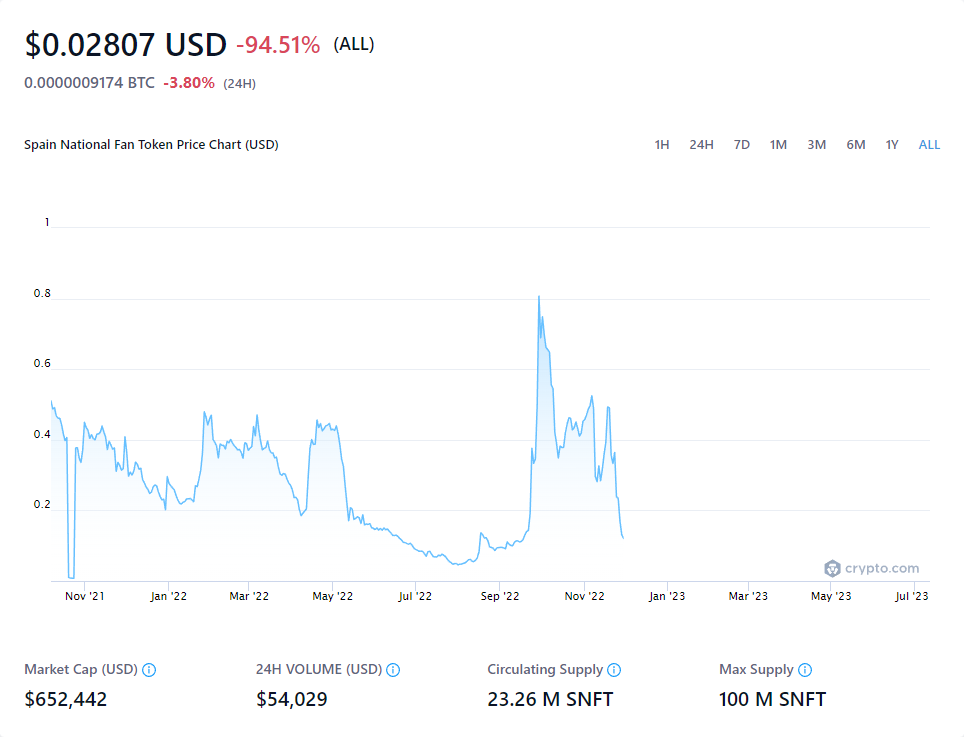 $0.02807 USD -94.51% (ALL)
0.0000009174 BTC -3.80% (24H)
Spain National Fan Token Price Chart (USD) 1H 24H 7D 1M 3M 6M 1Y ALL
1
0.8
0.6
0.4
0.2
crypto.com
Nov '21 Jan '22 Mar '22 May '22 Jul '22 Sep '22 Nov '22 Jan '23 Mar '23 May '23 Jul '23
Market Cap (USD) 24H VOLUME (USD) Circulating Supply Max Supply
$652,442 $54,029 23.26 M SNFT 100 M SNFT